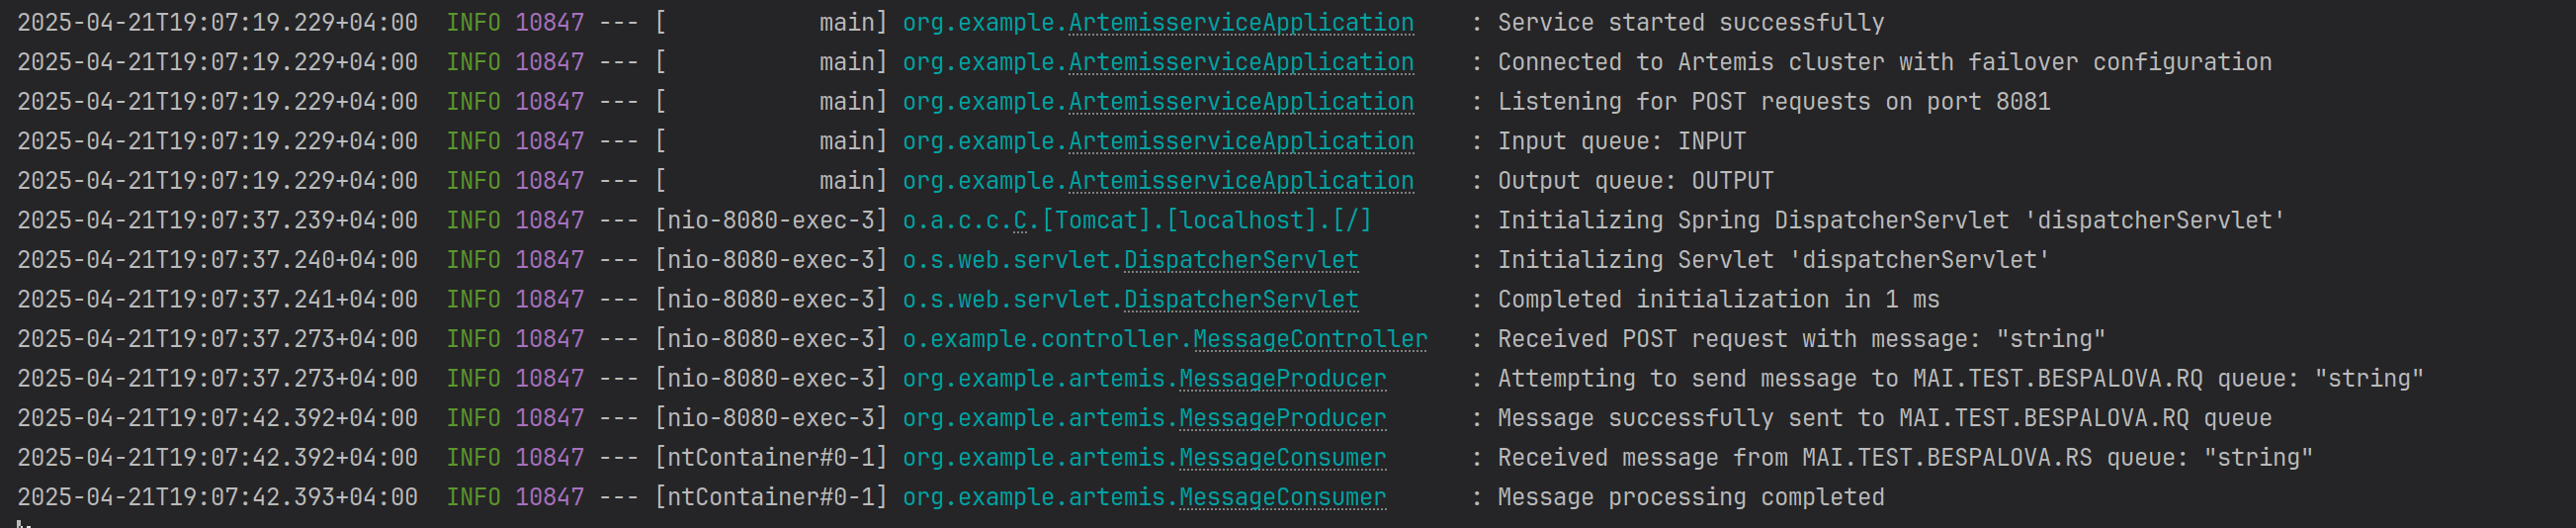 2025-04-21T19:07:19.229+04:00  INFO 10847 --- [           main] org.example.ArtemisserviceApplication    : Service started successfully
2025-04-21T19:07:19.229+04:00  INFO 10847 --- [           main] org.example.ArtemisserviceApplication    : Connected to Artemis cluster with failover configuration
2025-04-21T19:07:19.229+04:00  INFO 10847 --- [           main] org.example.ArtemisserviceApplication    : Listening for POST requests on port 8081
2025-04-21T19:07:19.229+04:00  INFO 10847 --- [           main] org.example.ArtemisserviceApplication    : Input queue: INPUT
2025-04-21T19:07:19.229+04:00  INFO 10847 --- [           main] org.example.ArtemisserviceApplication    : Output queue: OUTPUT
2025-04-21T19:07:37.239+04:00  INFO 10847 --- [nio-8080-exec-3] o.a.c.c.C.[Tomcat].[localhost].[/]       : Initializing Spring DispatcherServlet 'dispatcherServlet'
2025-04-21T19:07:37.240+04:00  INFO 10847 --- [nio-8080-exec-3] o.s.web.servlet.DispatcherServlet        : Initializing Servlet 'dispatcherServlet'
2025-04-21T19:07:37.241+04:00  INFO 10847 --- [nio-8080-exec-3] o.s.web.servlet.DispatcherServlet        : Completed initialization in 1 ms
2025-04-21T19:07:37.273+04:00  INFO 10847 --- [nio-8080-exec-3] o.example.controller.MessageController   : Received POST request with message: "string"
2025-04-21T19:07:37.273+04:00  INFO 10847 --- [nio-8080-exec-3] org.example.artemis.MessageProducer      : Attempting to send message to MAI.TEST.BESPALOVA.RQ queue: "string"
2025-04-21T19:07:42.392+04:00  INFO 10847 --- [nio-8080-exec-3] org.example.artemis.MessageProducer      : Message successfully sent to MAI.TEST.BESPALOVA.RQ queue
2025-04-21T19:07:42.392+04:00  INFO 10847 --- [ntContainer#0-1] org.example.artemis.MessageConsumer      : Received message from MAI.TEST.BESPALOVA.RS queue: "string"
2025-04-21T19:07:42.393+04:00  INFO 10847 --- [ntContainer#0-1] org.example.artemis.MessageConsumer      : Message processing completed